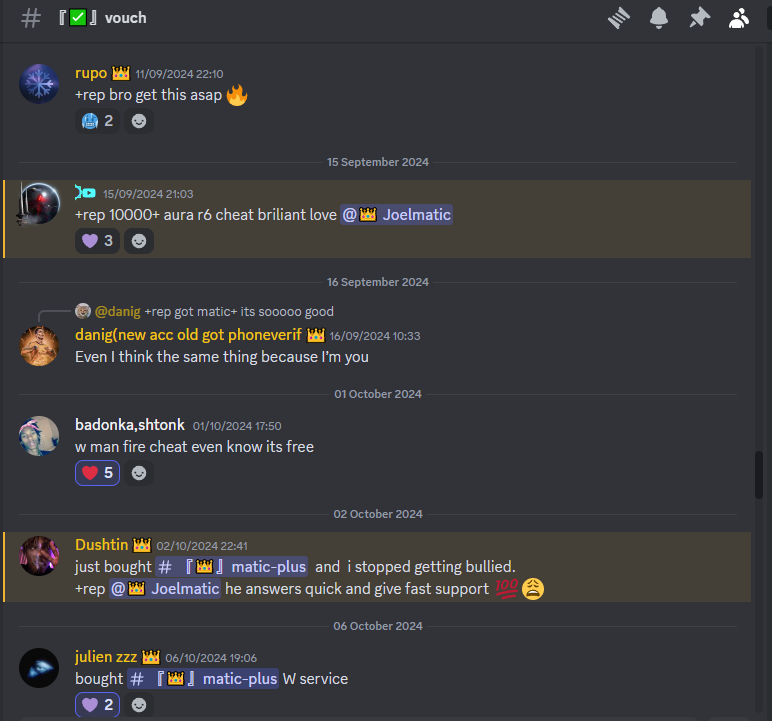 # 『✅』vouch
rupo 👑 11/09/2024 22:10
+rep bro get this asap 🔥
🥶 2
15 September 2024
15/09/2024 21:03
+rep 10000+ aura r6 cheat briliant love @👑 Joelmatic
💜 3
16 September 2024
@danig +rep got matic+ its sooooo good
danig(new acc old got phoneverif 👑 16/09/2024 10:33
Even I think the same thing because I'm you
01 October 2024
badonka,shtonk 01/10/2024 17:50
w man fire cheat even know its free
❤️ 5
02 October 2024
Dushtin 👑 02/10/2024 22:41
just bought # 『👑』 matic-plus and i stopped getting bullied.
+rep @👑 Joelmatic he answers quick and give fast support 💯😩
06 October 2024
julien zzz 👑 06/10/2024 19:06
bought # 『👑』 matic-plus W service
💜 2